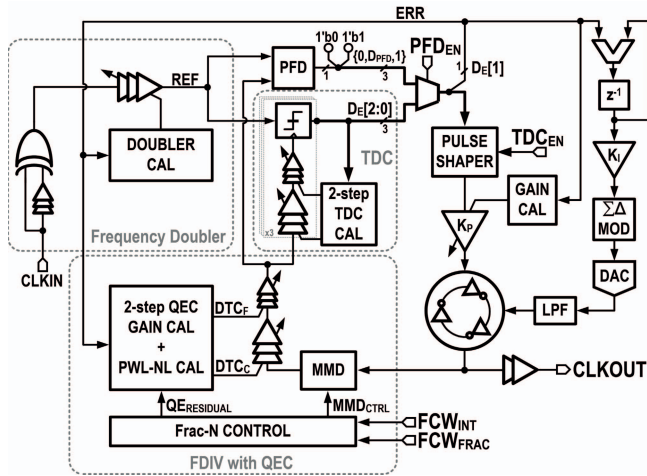 ERR
1'b0
1'b1
{0,DPFD,1}
PFDEN
DE[1]
1
PFD
1
3
REF
DE[2:0]
3
z-1
DOUBLER
CAL
TDC
PULSE
SHAPER
TDCEN
KI
2-step
TDC
CAL
x3
GAIN
CAL
KP
ΣΔ
MOD
Frequency Doubler
CLKIN
DAC
2-step QEC
GAIN CAL
+
PWL-NL CAL
DTCF
DTCC
MMD
LPF
CLKOUT
QERESIDUAL
MMDCTRL
Frac-N CONTROL
FCWINT
FCWFRAC
FDIV with QEC